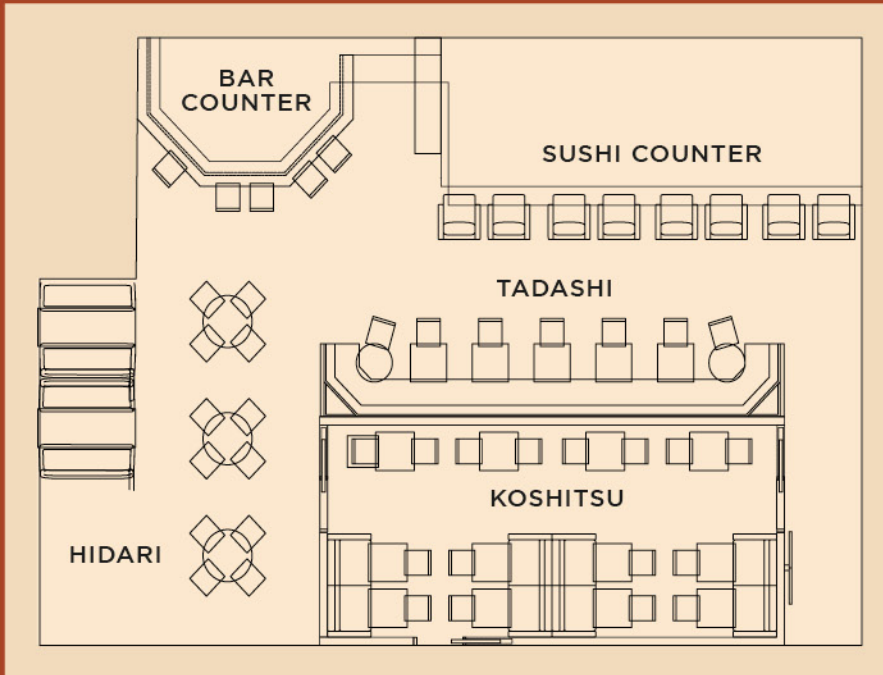 BAR
COUNTER
SUSHI COUNTER
TADASHI
KOSHITSU
HIDARI